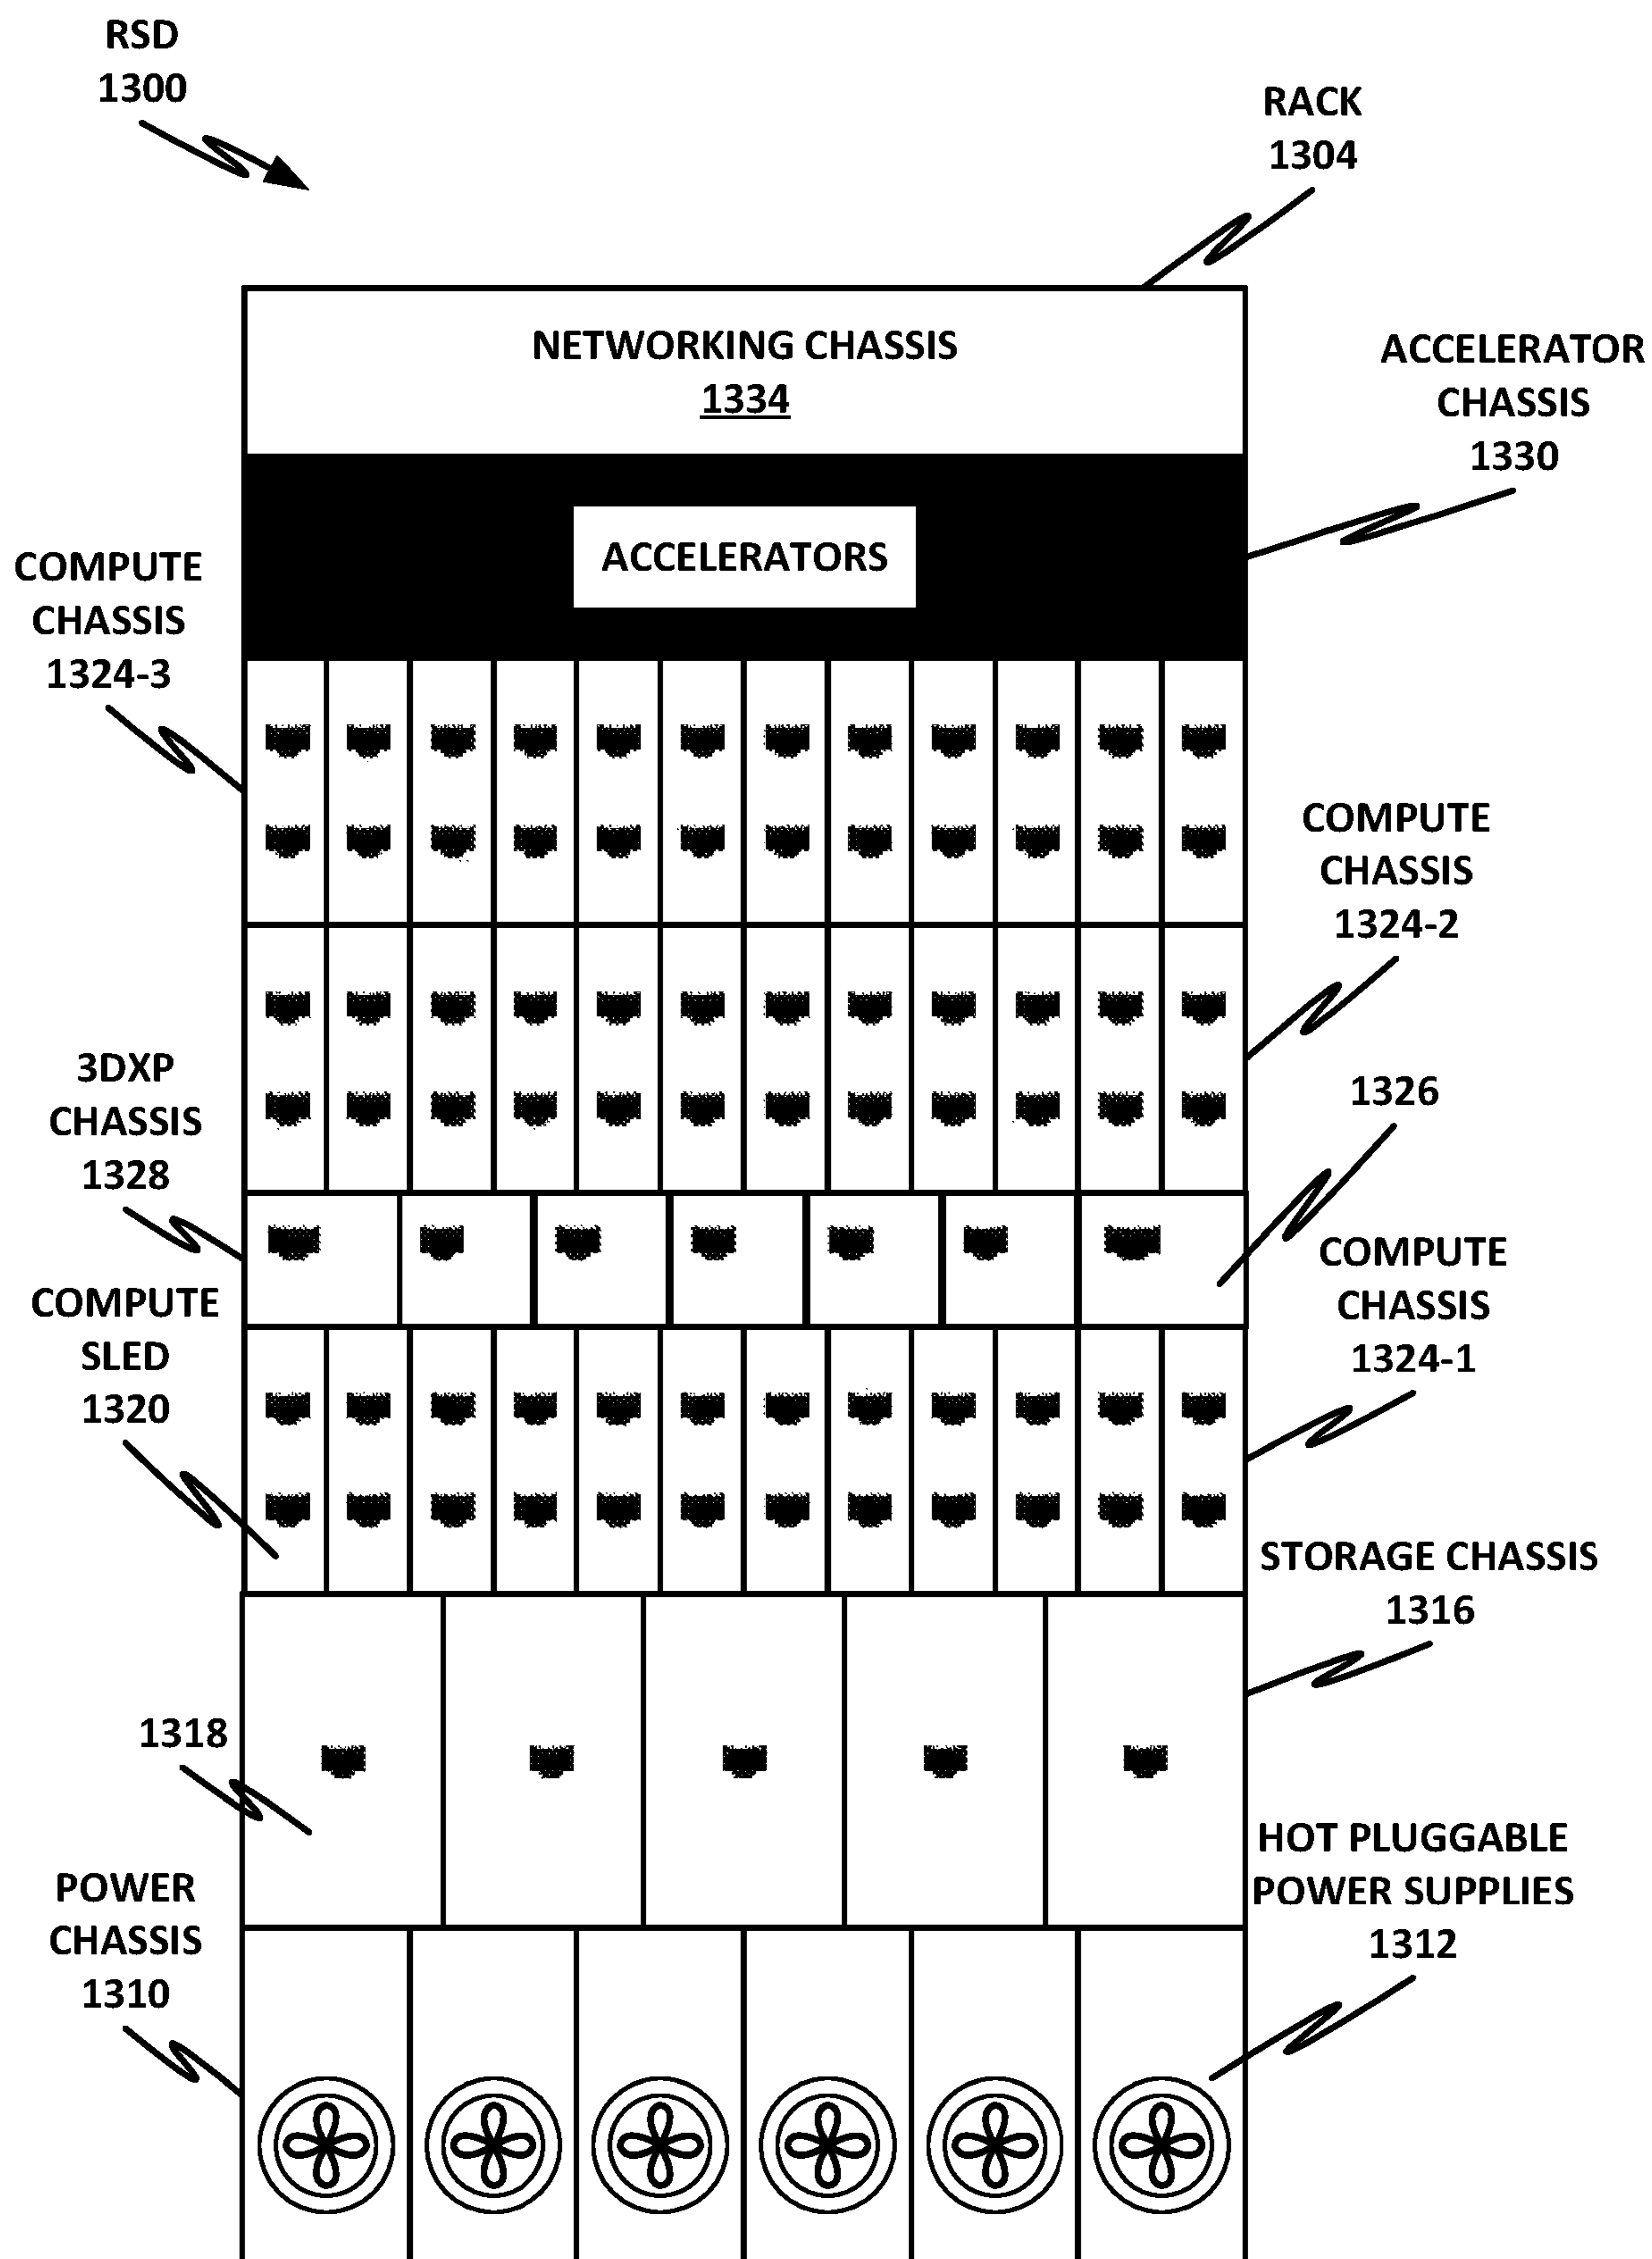 RSD
1300
RACK
1304
NETWORKING CHASSIS
1334
ACCELERATOR
CHASSIS
1330
ACCELERATORS
COMPUTE
CHASSIS
1324-3
COMPUTE
CHASSIS
1324-2
3DXP
CHASSIS
1328
1326
COMPUTE
SLED
1320
COMPUTE
CHASSIS
1324-1
STORAGE CHASSIS
1316
1318
HOT PLUGGABLE
POWER SUPPLIES
1312
POWER
CHASSIS
1310